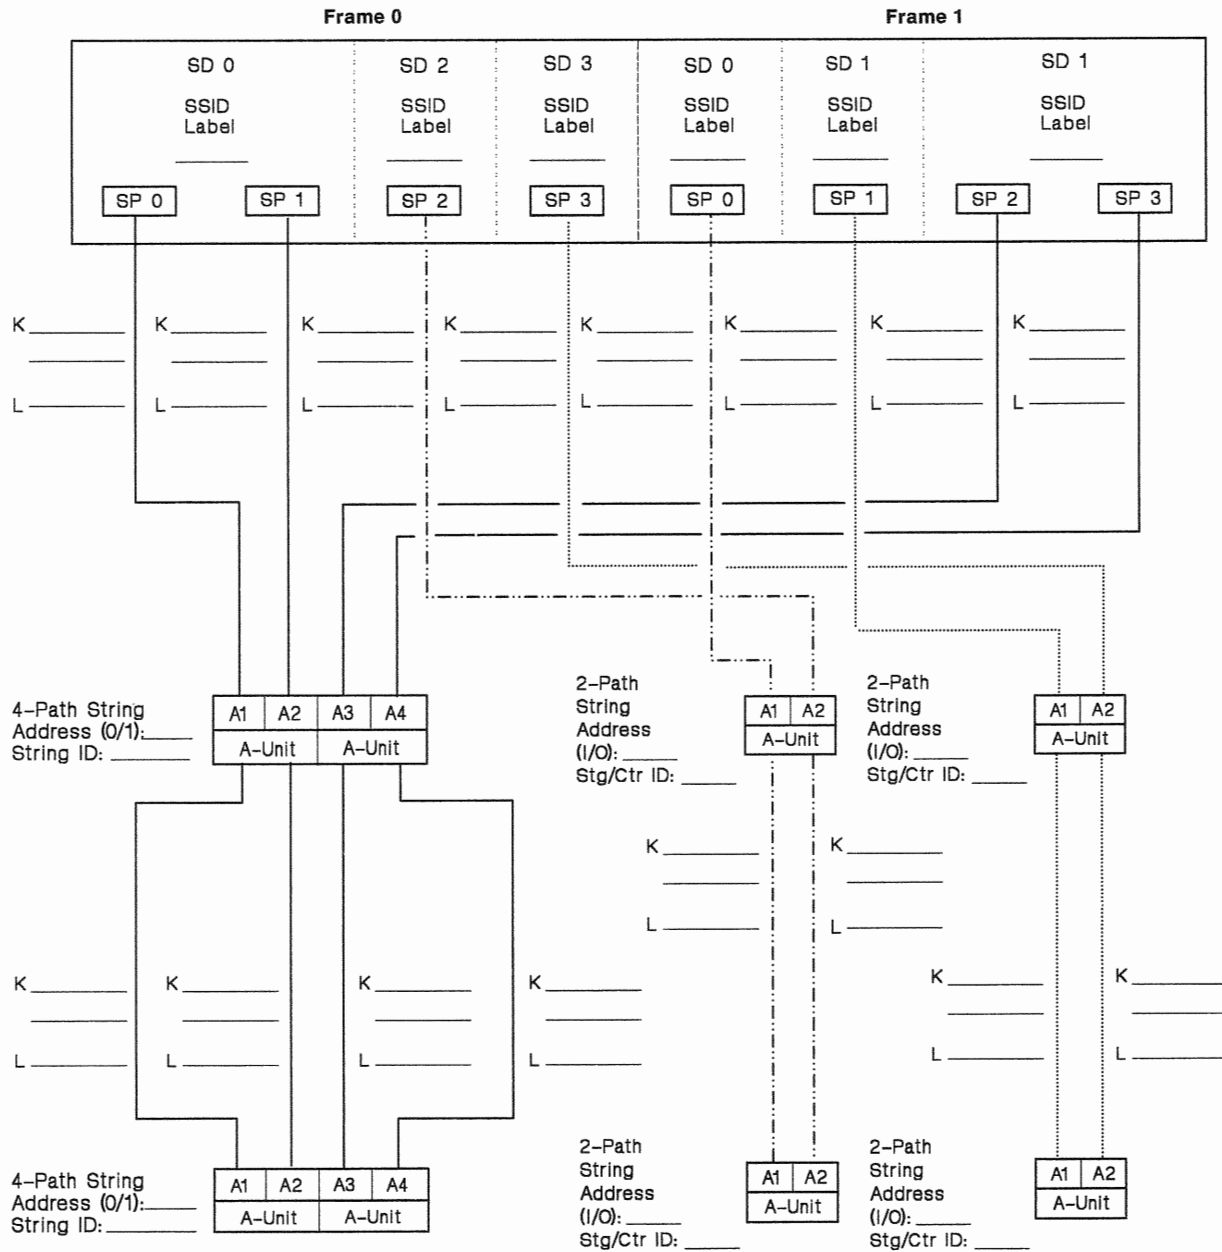 Frame 0 Frame 1
SD 0 SD 2 SD 3 SD 0 SD 1 SD 1
SSID SSID SSID SSID SSID SSID
Label Label Label Label Label Label
SP 0 SP 1 SP 2 SP 3 SP 0 SP 1 SP 2 SP 3
K K K K K K K K
L L L L L L L L
4-Path String
Address (0/1):
String ID:
A1 A2 A3 A4
A-Unit A-Unit
2-Path
String
Address
(I/O):
Stg/Ctr ID:
A1 A2
A-Unit
2-Path
String
Address
(I/O):
Stg/Ctr ID:
A1 A2
A-Unit
K K
L L
K K K K K K
L L L L L L
4-Path String
Address (0/1):
String ID:
A1 A2 A3 A4
A-Unit A-Unit
2-Path
String
Address
(I/O):
Stg/Ctr ID:
A1 A2
A-Unit
2-Path
String
Address
(I/O):
Stg/Ctr ID:
A1 A2
A-Unit